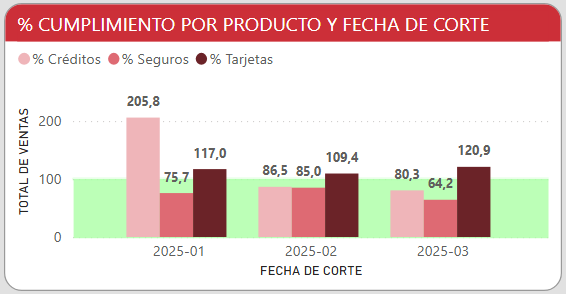 % CUMPLIMIENTO POR PRODUCTO Y FECHA DE CORTE
% Créditos % Seguros % Tarjetas
TOTAL DE VENTAS
200
100
0
205,8
75,7
117,0
86,5
85,0
109,4
80,3
64,2
120,9
2025-01 2025-02 2025-03
FECHA DE CORTE